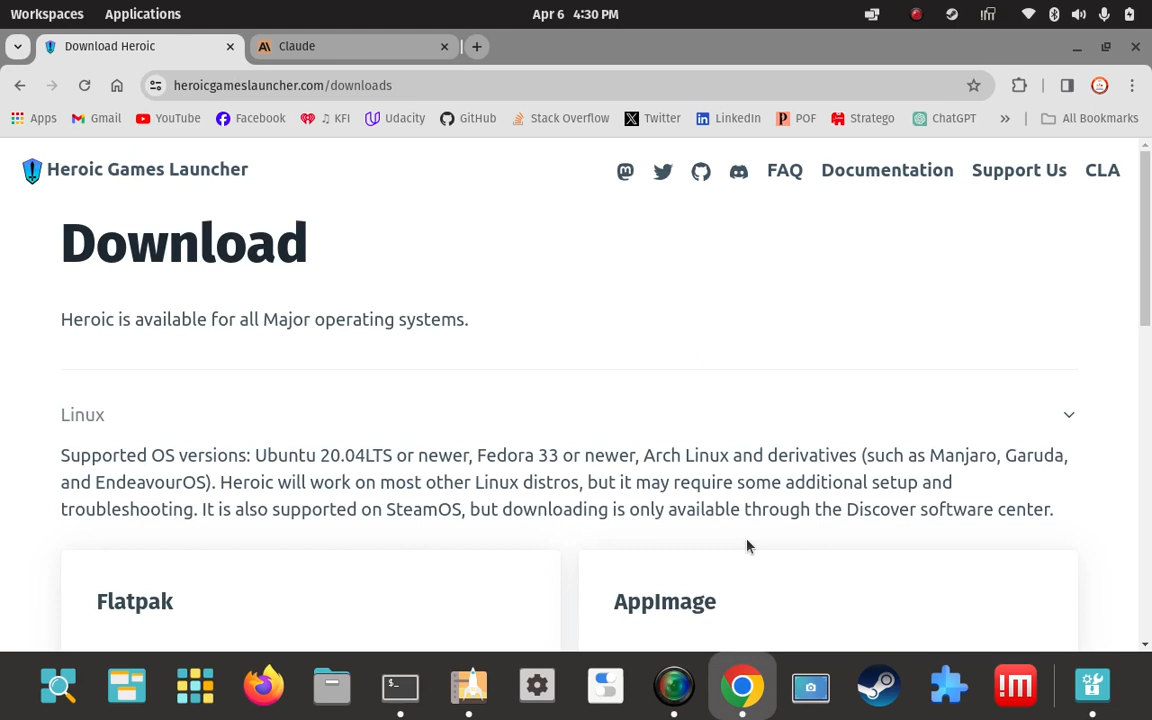 Workspaces Applications Apr 6 4:30 PM
Download Heroic Claude
heroicgameslauncher.com/downloads
Apps Gmail YouTube Facebook ♫ KFI Udacity GitHub Stack Overflow Twitter LinkedIn POF Stratego ChatGPT » All Bookmarks
Heroic Games Launcher FAQ Documentation Support Us CLA
Download
Heroic is available for all Major operating systems.
Linux
Supported OS versions: Ubuntu 20.04LTS or newer, Fedora 33 or newer, Arch Linux and derivatives (such as Manjaro, Garuda,
and EndeavourOS). Heroic will work on most other Linux distros, but it may require some additional setup and
troubleshooting. It is also supported on SteamOS, but downloading is only available through the Discover software center.
Flatpak AppImage